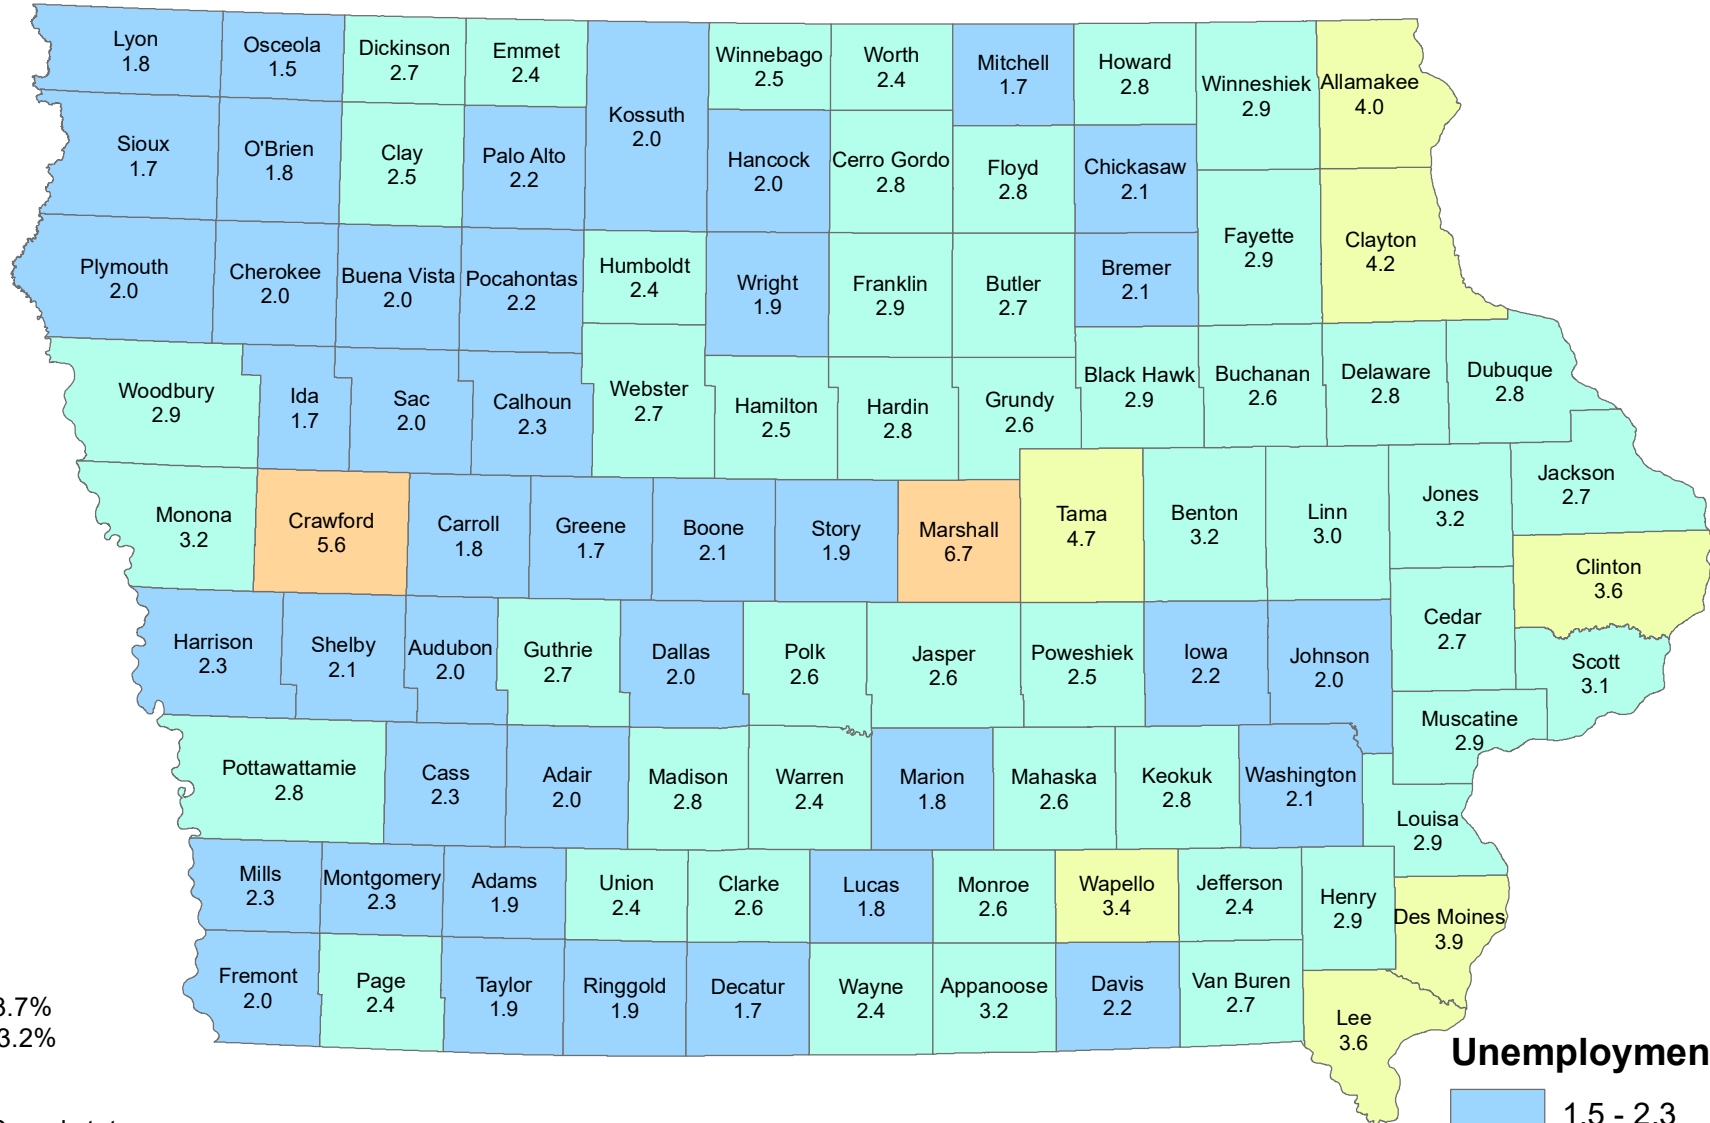 Lyon
1.8
Osceola
1.5
Dickinson
2.7
Emmet
2.4
Kossuth
2.0
Winnebago
2.5
Worth
2.4
Mitchell
1.7
Howard
2.8
Winneshiek
2.9
Allamakee
4.0
Sioux
1.7
O'Brien
1.8
Clay
2.5
Palo Alto
2.2
Hancock
2.0
Cerro Gordo
2.8
Floyd
2.8
Chickasaw
2.1
Fayette
2.9
Clayton
4.2
Plymouth
2.0
Cherokee
2.0
Buena Vista
2.0
Pocahontas
2.2
Humboldt
2.4
Wright
1.9
Franklin
2.9
Butler
2.7
Bremer
2.1
Woodbury
2.9
Ida
1.7
Sac
2.0
Calhoun
2.3
Webster
2.7
Hamilton
2.5
Hardin
2.8
Grundy
2.6
Black Hawk
2.9
Buchanan
2.6
Delaware
2.8
Dubuque
2.8
Monona
3.2
Crawford
5.6
Carroll
1.8
Greene
1.7
Boone
2.1
Story
1.9
Marshall
6.7
Tama
4.7
Benton
3.2
Linn
3.0
Jones
3.2
Jackson
2.7
Clinton
3.6
Harrison
2.3
Shelby
2.1
Audubon
2.0
Guthrie
2.7
Dallas
2.0
Polk
2.6
Jasper
2.6
Poweshiek
2.5
Iowa
2.2
Johnson
2.0
Cedar
2.7
Scott
3.1
Muscatine
2.9
Pottawattamie
2.8
Cass
2.3
Adair
2.0
Madison
2.8
Warren
2.4
Marion
1.8
Mahaska
2.6
Keokuk
2.8
Washington
2.1
Louisa
2.9
Mills
2.3
Montgomery
2.3
Adams
1.9
Union
2.4
Clarke
2.6
Lucas
1.8
Monroe
2.6
Wapello
3.4
Jefferson
2.4
Henry
2.9
Des Moines
3.9
Fremont
2.0
Page
2.4
Taylor
1.9
Ringgold
1.9
Decatur
1.7
Wayne
2.4
Appanoose
3.2
Davis
2.2
Van Buren
2.7
Lee
3.6
3.7%
3.2%
Unemploymen
1.5 - 2.3